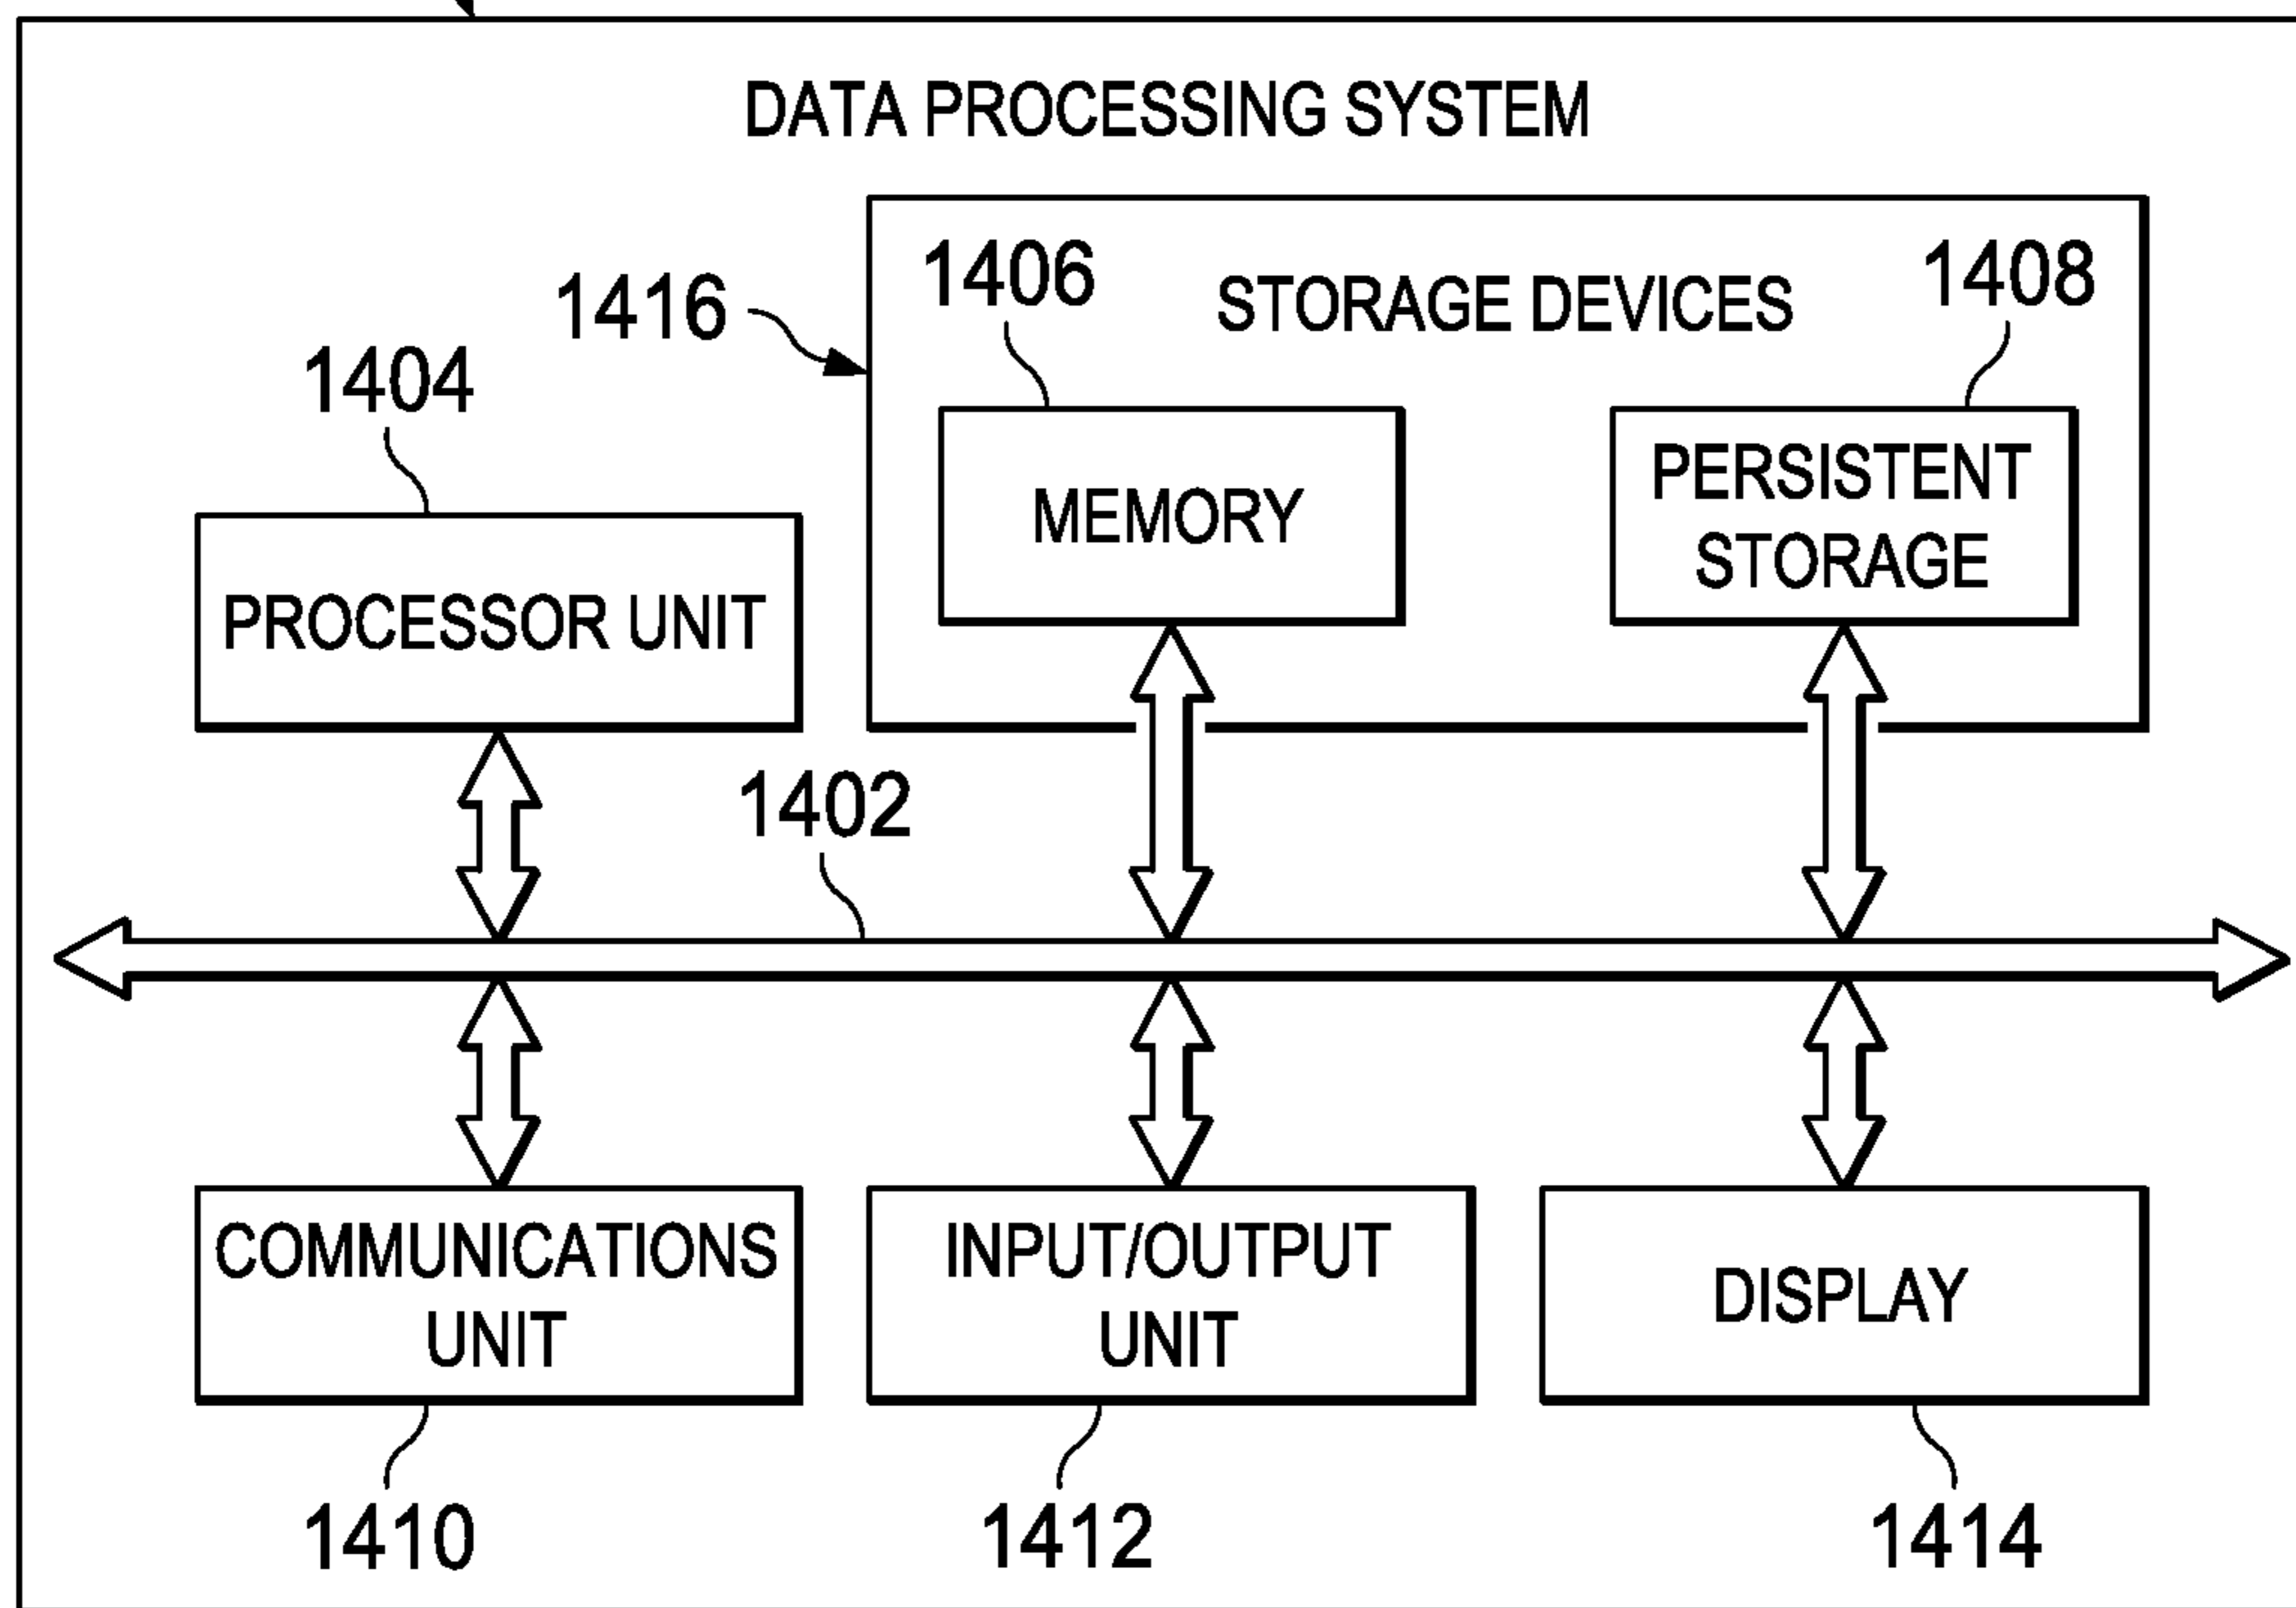 DATA PROCESSING SYSTEM
1416
1406
STORAGE DEVICES
1408
1404
MEMORY
PERSISTENT
STORAGE
PROCESSOR UNIT
1402
COMMUNICATIONS
UNIT
INPUT/OUTPUT
UNIT
DISPLAY
1410
1412
1414